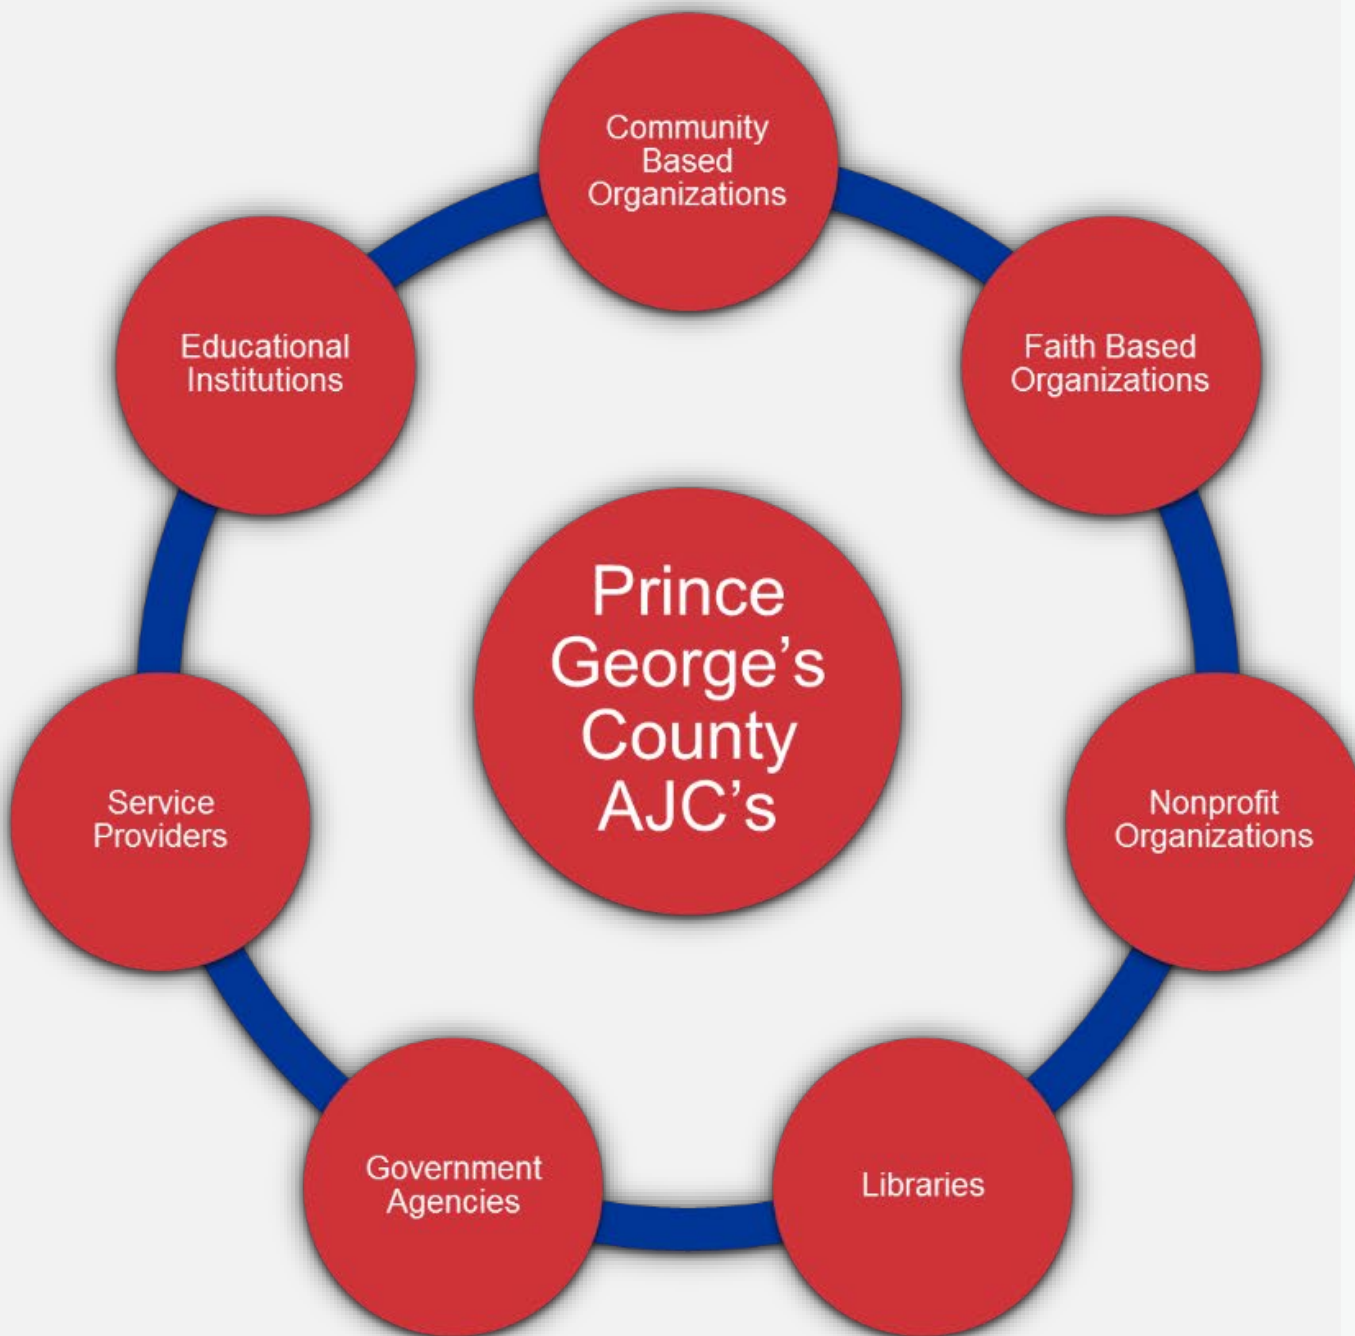 Community
Based
Organizations
Faith Based
Organizations
Nonprofit
Organizations
Libraries
Government
Agencies
Service
Providers
Educational
Institutions
Prince
George’s
County
AJC’s